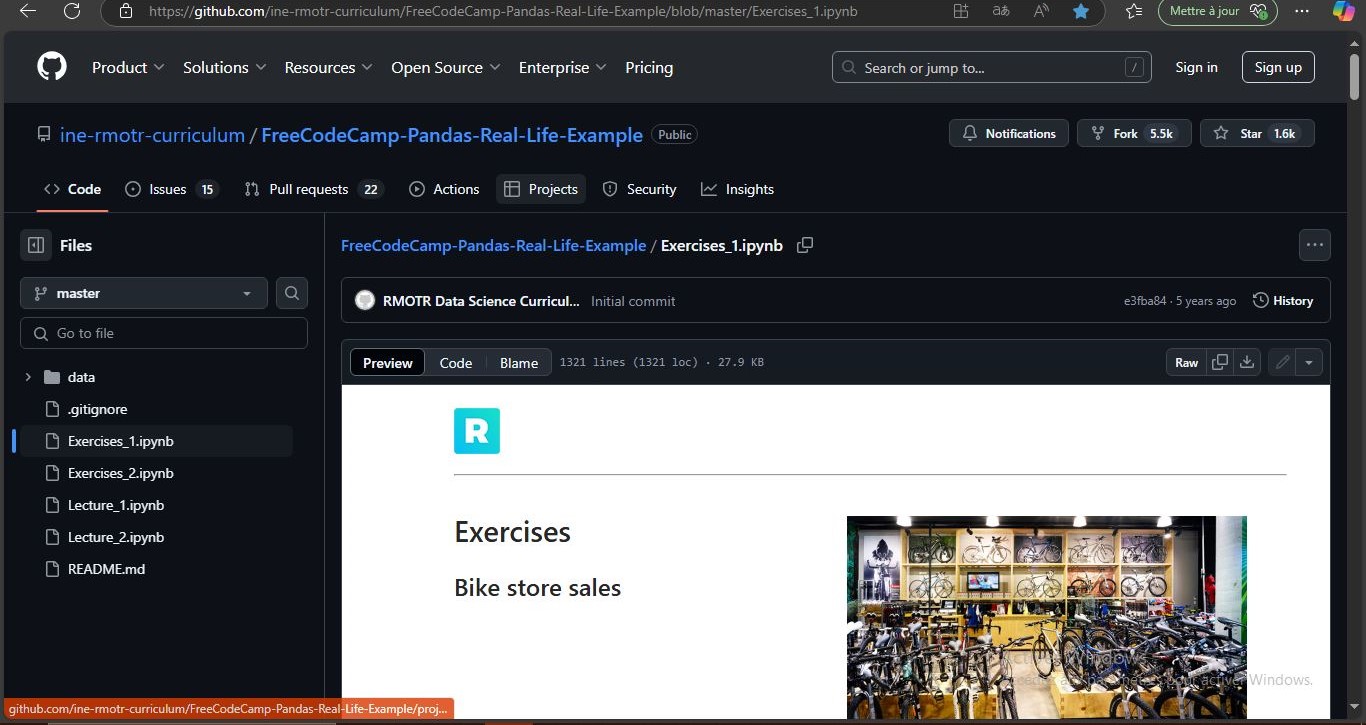 https://github.com/ine-rmotr-curriculum/FreeCodeCamp-Pandas-Real-Life-Example/blob/master/Exercises_1.ipynb
aあ
A
Mettre à jour
Product
Solutions
Resources
Open Source
Enterprise
Pricing
Search or jump to...
/
Sign in
Sign up
ine-rmotr-curriculum / FreeCodeCamp-Pandas-Real-Life-Example Public
Notifications
Fork 5.5k
Star 1.6k
Code
Issues 15
Pull requests 22
Actions
Projects
Security
Insights
Files
master
Go to file
data
.gitignore
Exercises_1.ipynb
Exercises_2.ipynb
Lecture_1.ipynb
Lecture_2.ipynb
README.md
FreeCodeCamp-Pandas-Real-Life-Example / Exercises_1.ipynb
RMOTR Data Science Curricul... Initial commit
e3fba84 · 5 years ago
History
Preview
Code
Blame
1321 lines (1321 loc) · 27.9 KB
Raw
R
Exercises
Bike store sales
Windows
paramètres pour activer Windows.
github.com/ine-rmotr-curriculum/FreeCodeCamp-Pandas-Real-Life-Example/proj...